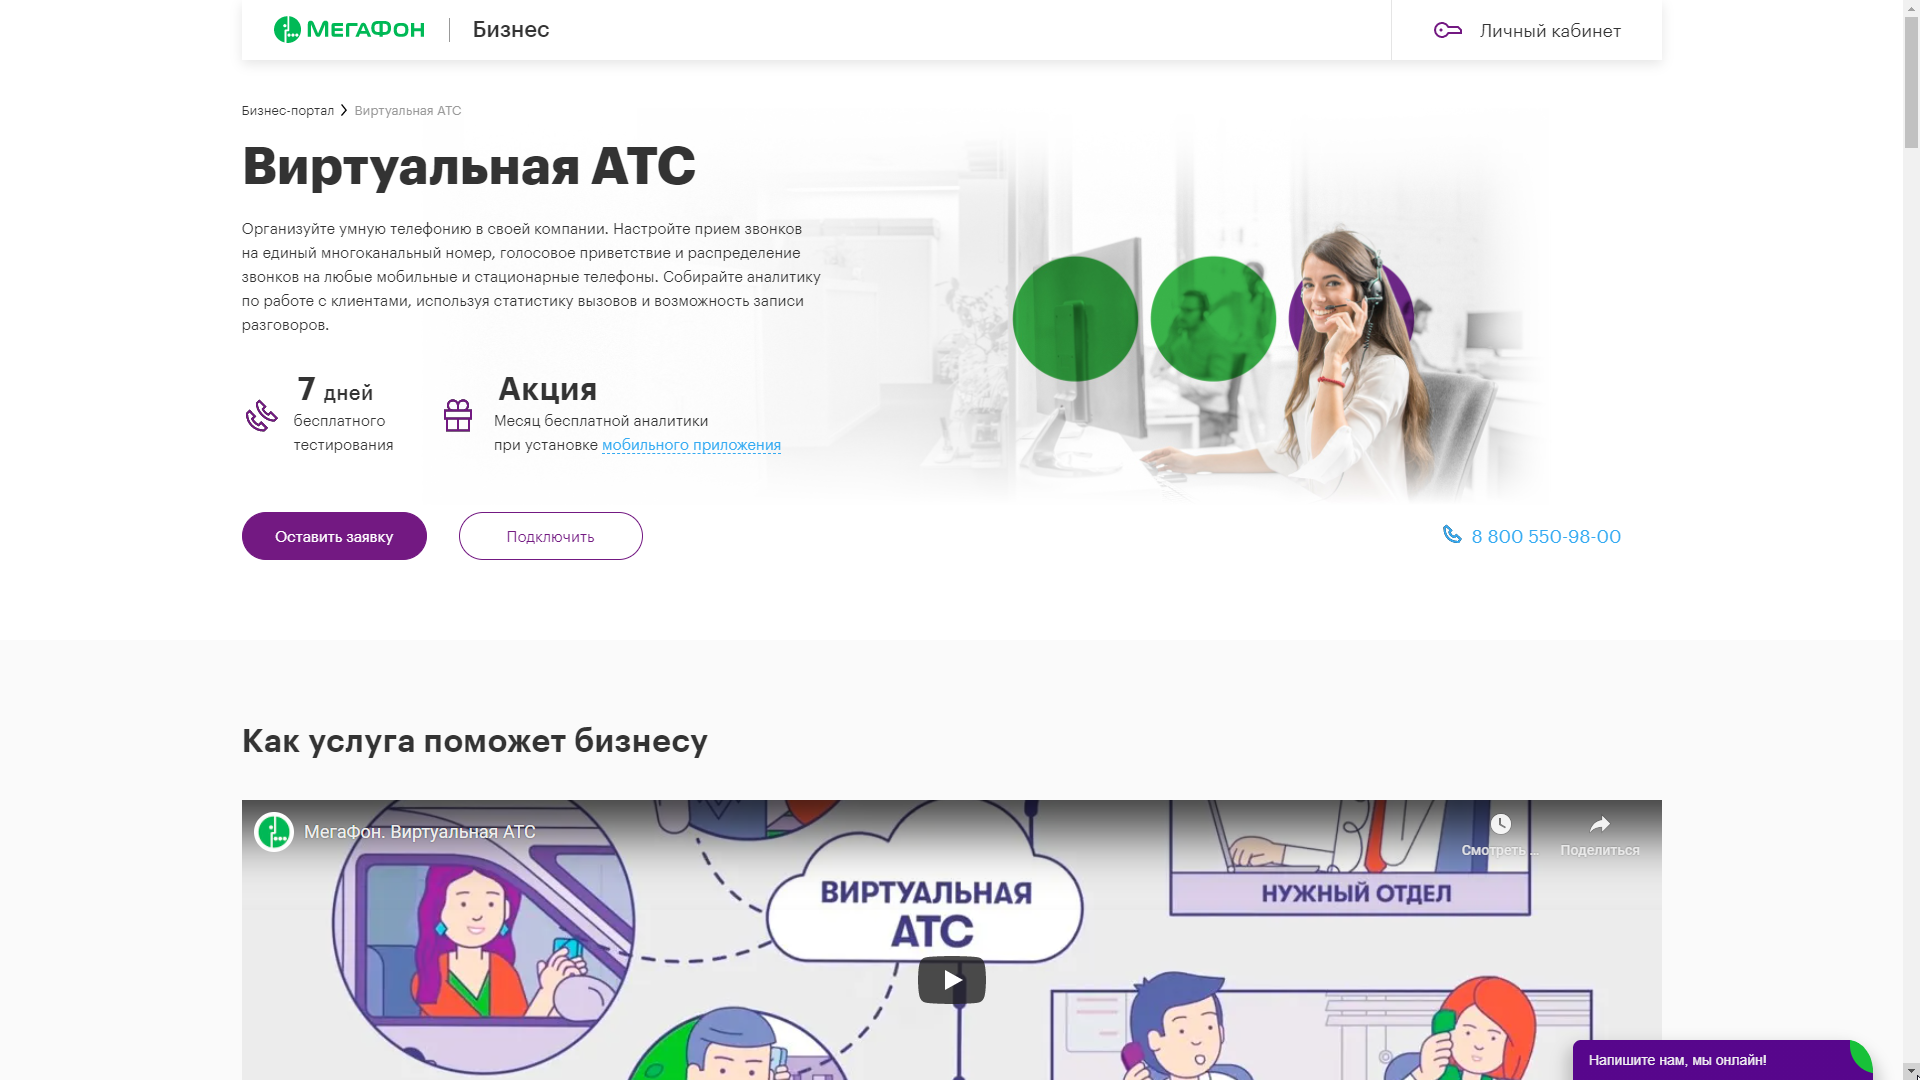 МегаФон
Бизнес
Личный кабинет
Бизнес-портал
Виртуальная АТС
Виртуальная АТС
Организуйте умную телефонию в своей компании. Настройте прием звонков
на единый многоканальный номер, голосовое приветствие и распределение
звонков на любые мобильные и стационарные телефоны. Собирайте аналитику
по работе с клиентами, используя статистику вызовов и возможность записи
разговоров.
7 дней
бесплатного
тестирования
Акция
Месяц бесплатной аналитики
при установке мобильного приложения
Оставить заявку
Подключить
8 800 550-98-00
Как услуга поможет бизнесу
МегаФон. Виртуальная АТС
Смотреть ...
Поделиться
ВИРТУАЛЬНАЯ
АТС
НУЖНЫЙ ОТДЕЛ
Напишите нам, мы онлайн!